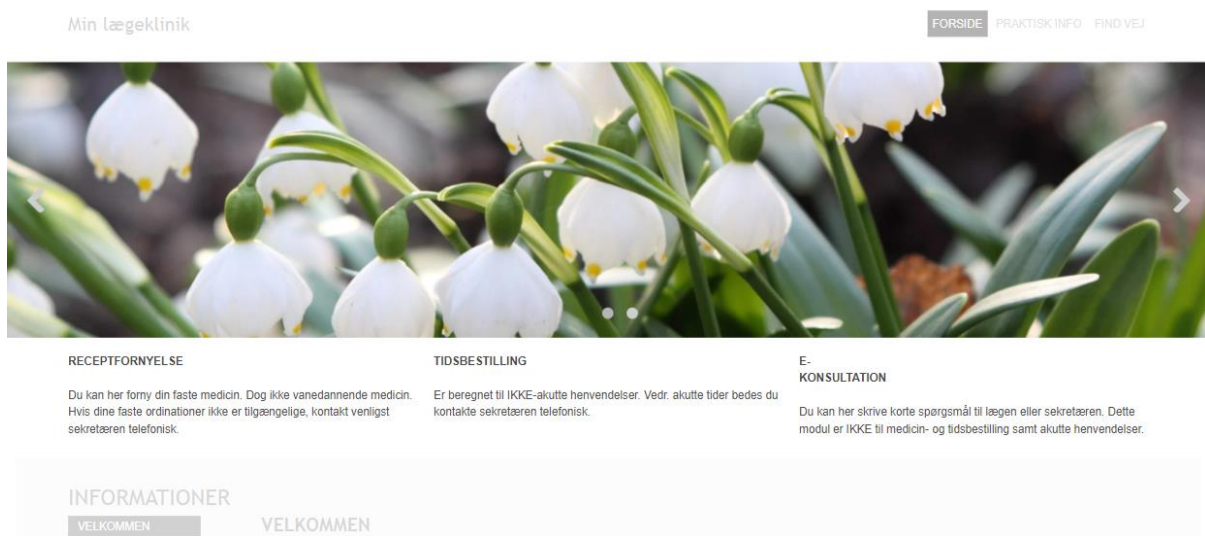 Min lægeklinik
FORSIDE PRAKTISK INFO FIND VEJ
RECEPTFORNYELSE
Du kan her forny din faste medicin. Dog ikke vanedannende medicin.
Hvis dine faste ordinationer ikke er tilgængelige, kontakt venligst
sekretæren telefonisk.
TIDSBESTILLING
Er beregnet til IKKE-akutte henvendelser. Vedr. akutte tider bedes du
kontakte sekretæren telefonisk.
E-
KONSULTATION
Du kan her skrive korte spørgsmål til lægen eller sekretæren. Dette
modul er IKKE til medicin- og tidsbestilling samt akutte henvendelser.
INFORMATIONER
VELKOMMEN
VELKOMMEN